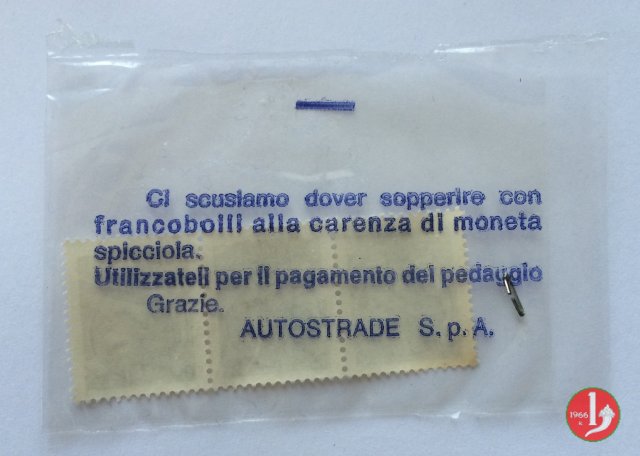 Ci scusiamo dover sopperire con
francobolli alla carenza di moneta
spicciola.
Utilizzateli per il pagamento del pedaggio
Grazie.
AUTOSTRADE S.p.A.
1966